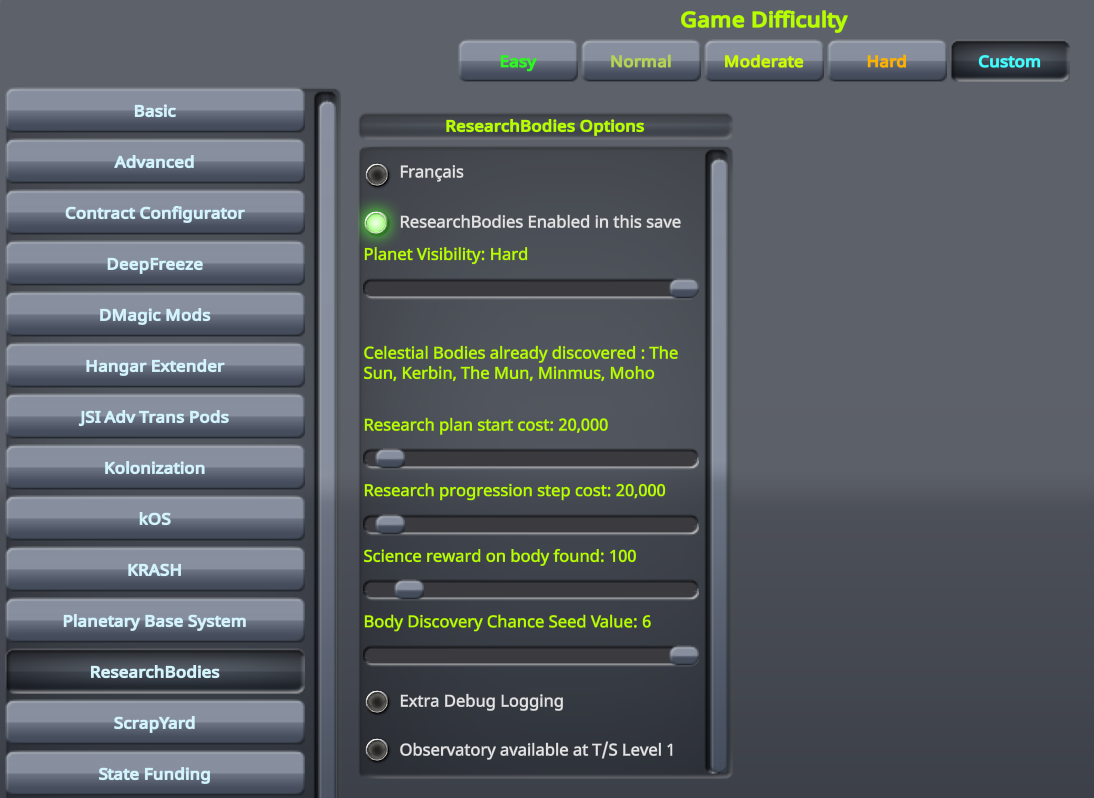 Game Difficulty
Easy
Normal
Moderate
Hard
Custom
Basic
Advanced
Contract Configurator
DeepFreeze
DMagic Mods
Hangar Extender
JSI Adv Trans Pods
Kolonization
kOS
KRASH
Planetary Base System
ResearchBodies
ScrapYard
State Funding
ResearchBodies Options
Français
ResearchBodies Enabled in this save
Planet Visibility: Hard
Celestial Bodies already discovered : The
Sun, Kerbin, The Mun, Minmus, Moho
Research plan start cost: 20,000
Research progression step cost: 20,000
Science reward on body found: 100
Body Discovery Chance Seed Value: 6
Extra Debug Logging
Observatory available at T/S Level 1